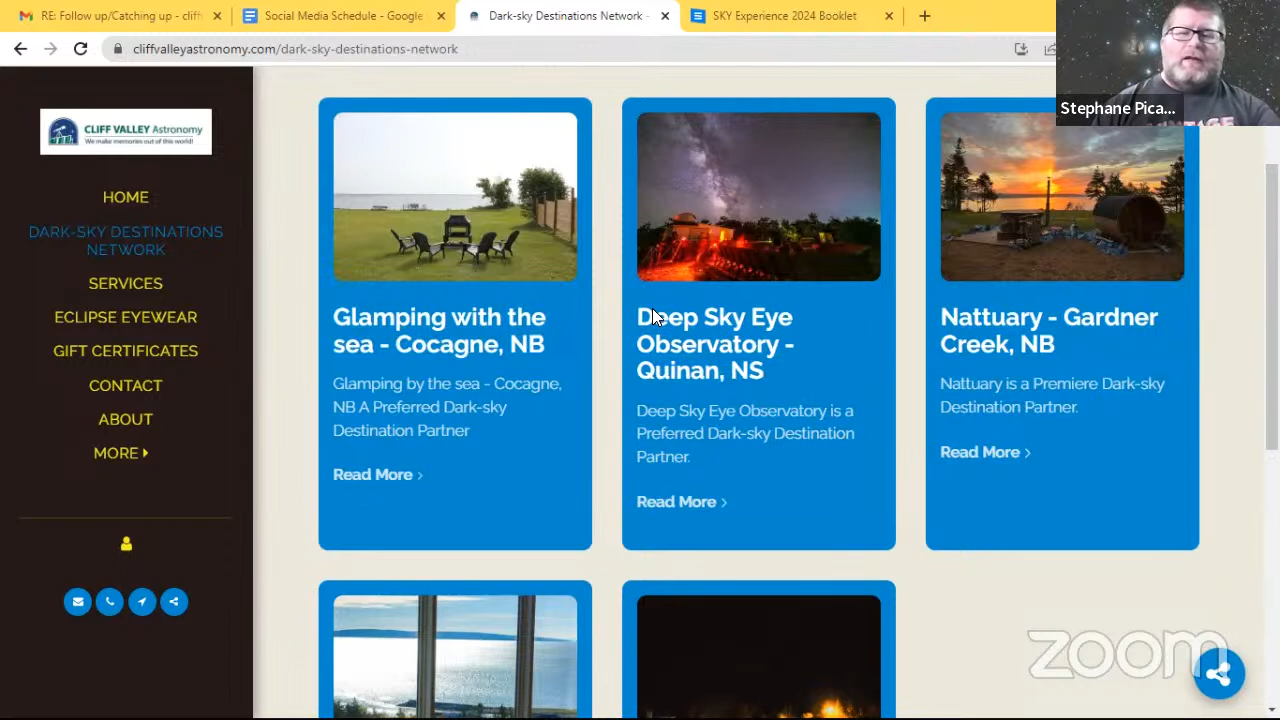 RE: Follow up/Catching up - cliff
Social Media Schedule - Google
Dark-sky Destinations Network -
SKY Experience 2024 Booklet
cliffvalleyastronomy.com/dark-sky-destinations-network
Stephane Pica...
CLIFF VALLEY Astronomy
We make memories out of this world!
HOME
DARK-SKY DESTINATIONS
NETWORK
SERVICES
ECLIPSE EYEWEAR
GIFT CERTIFICATES
CONTACT
ABOUT
MORE
Glamping with the
sea - Cocagne, NB
Glamping by the sea - Cocagne,
NB A Preferred Dark-sky
Destination Partner
Read More
Deep Sky Eye
Observatory -
Quinan, NS
Deep Sky Eye Observatory is a
Preferred Dark-sky Destination
Partner.
Read More
Nattuary - Gardner
Creek, NB
Nattuary is a Premiere Dark-sky
Destination Partner.
Read More
zoom